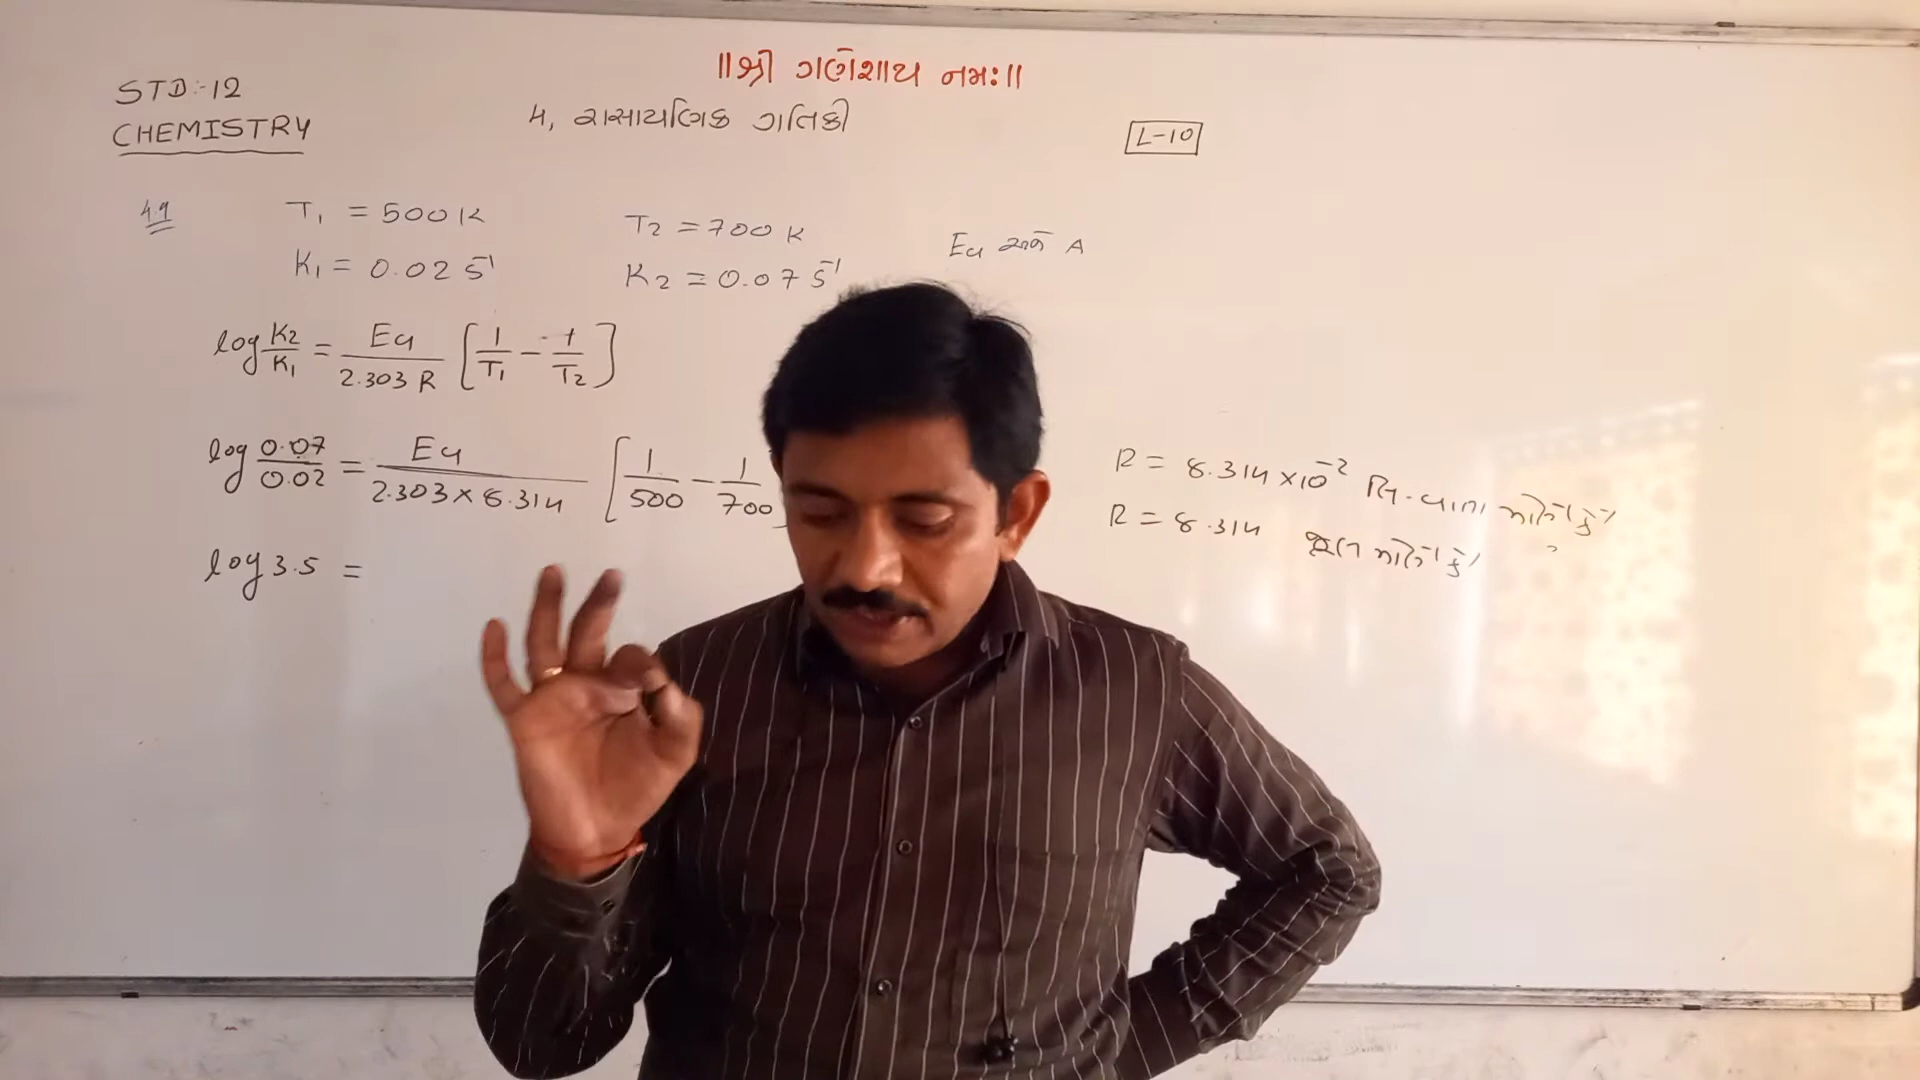 ॥શ્રી ગણેશાય નમઃ॥
STD:-12
CHEMISTRY
૪, રાસાયણિક ગતિકી
L-10
4.9
T₁ = 500 K
T₂ = 700 K
Ea અને A
K₁ = 0.02 S⁻¹
K₂ = 0.07 S⁻¹
log K₂/K₁ = Ea/2.303 R [1/T₁ - 1/T₂]
log 0.07/0.02 = Ea/2.303 × 8.314 [1/500 - 1/700
R = 8.314 × 10⁻²
R = 8.314 જૂલ
log 3.5 =